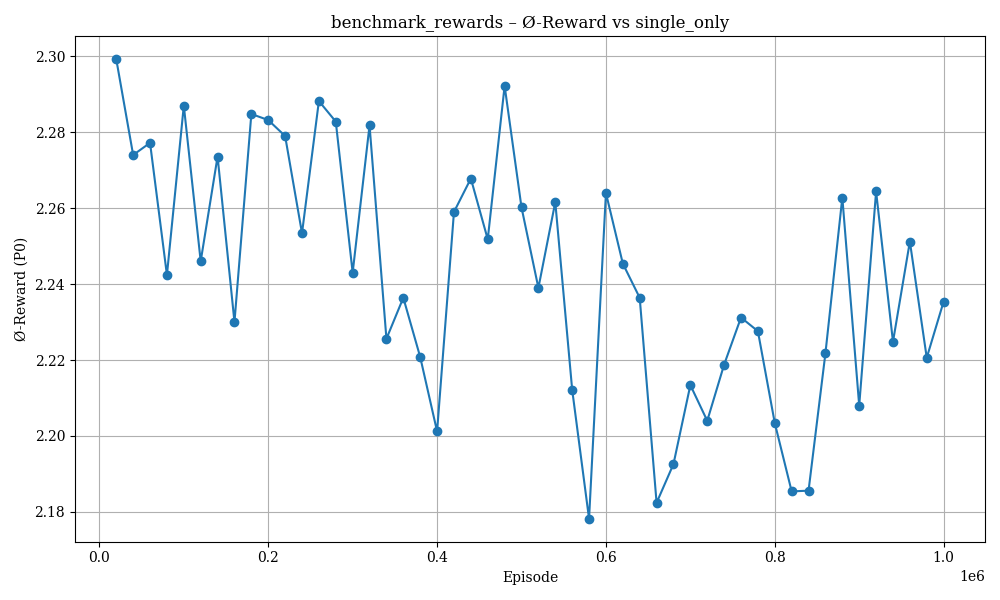 benchmark_rewards – Ø-Reward vs single_only
Ø-Reward (P0)
2.30
2.28
2.26
2.24
2.22
2.20
2.18
0.0 0.2 0.4 0.6 0.8 1.0
1e6
Episode